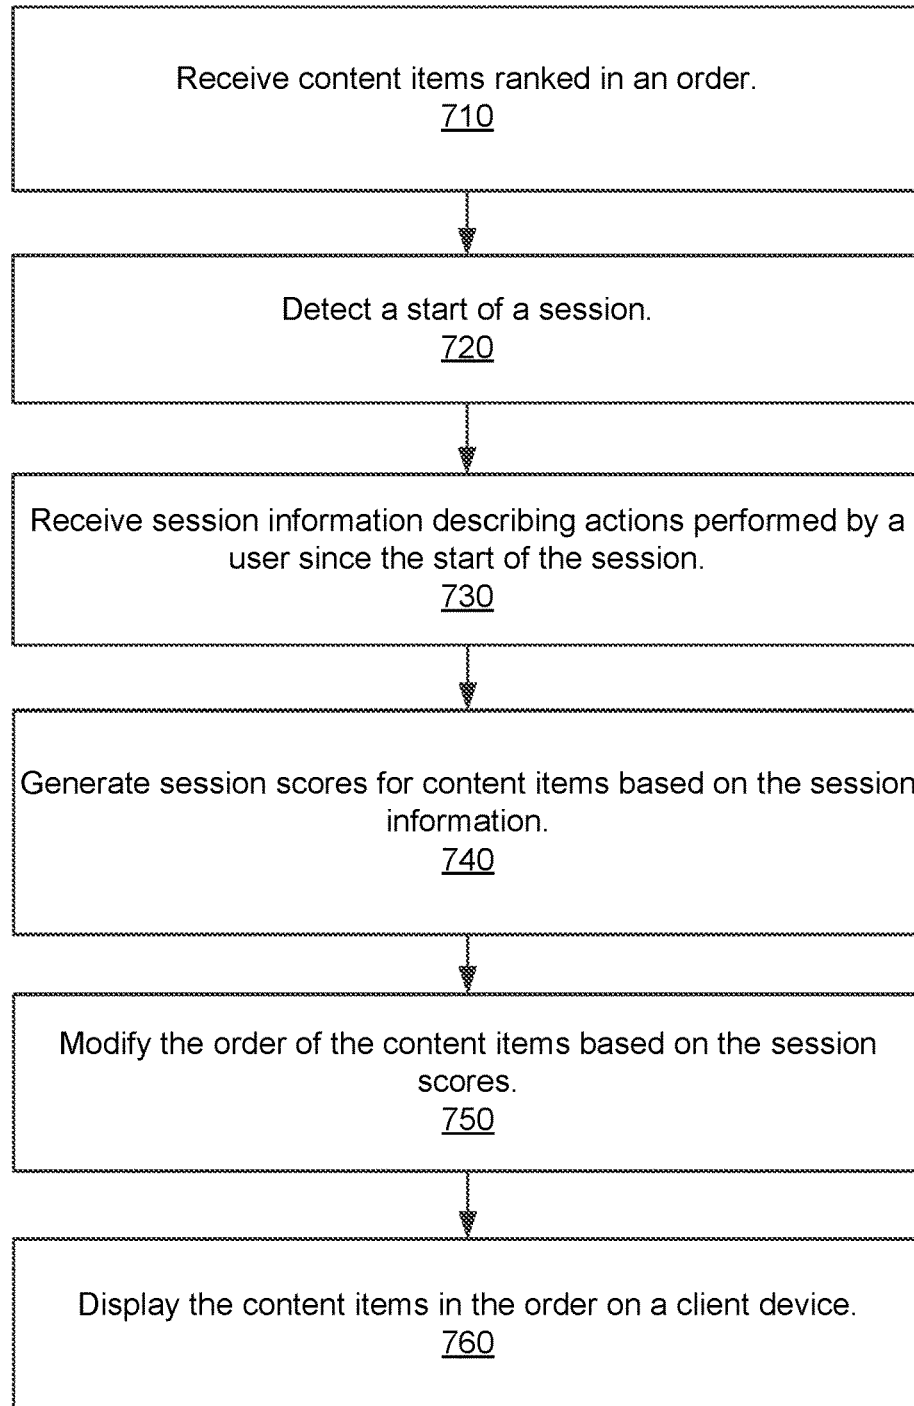 Receive content items ranked in an order.
710
Detect a start of a session.
720
Receive session information describing actions performed by a
user since the start of the session.
730
Generate session scores for content items based on the session
information.
740
Modify the order of the content items based on the session
scores.
750
Display the content items in the order on a client device.
760